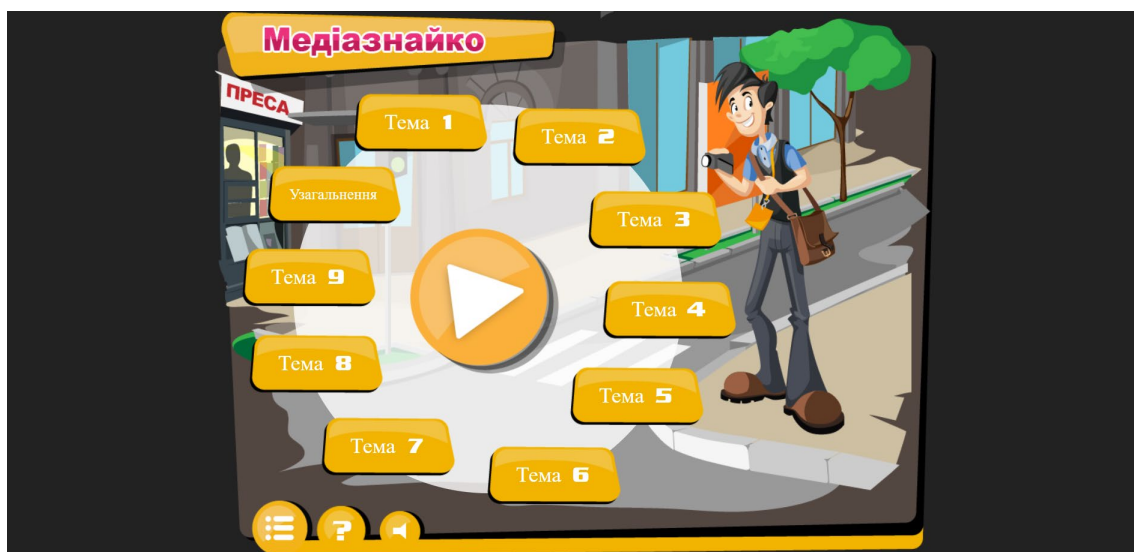 Медіазнайко
ПРЕСА
Тема 1
Тема 2
Узагальнення
Тема 3
Тема 9
Тема 4
Тема 8
Тема 5
Тема 7
Тема 6
?